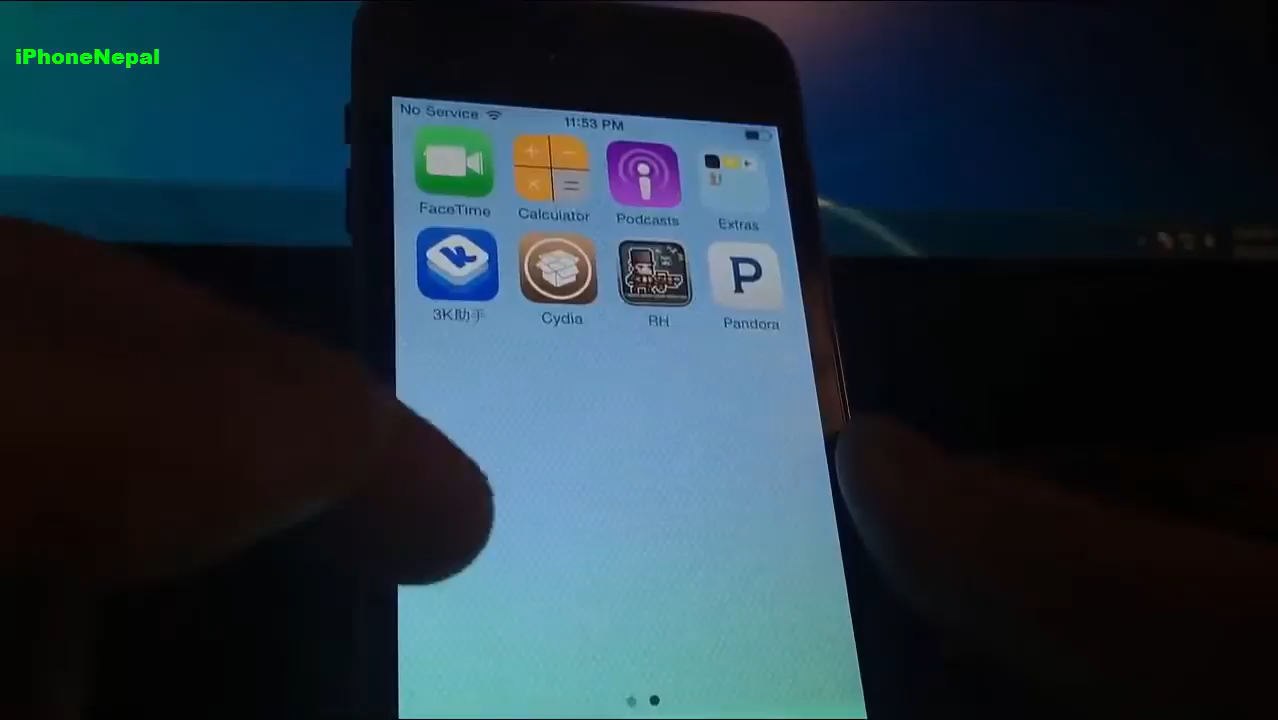 iPhoneNepal
No Service
11:53 PM
FaceTime
Calculator
Podcasts
Extras
3K助手
Cydia
RH
P
Pandora